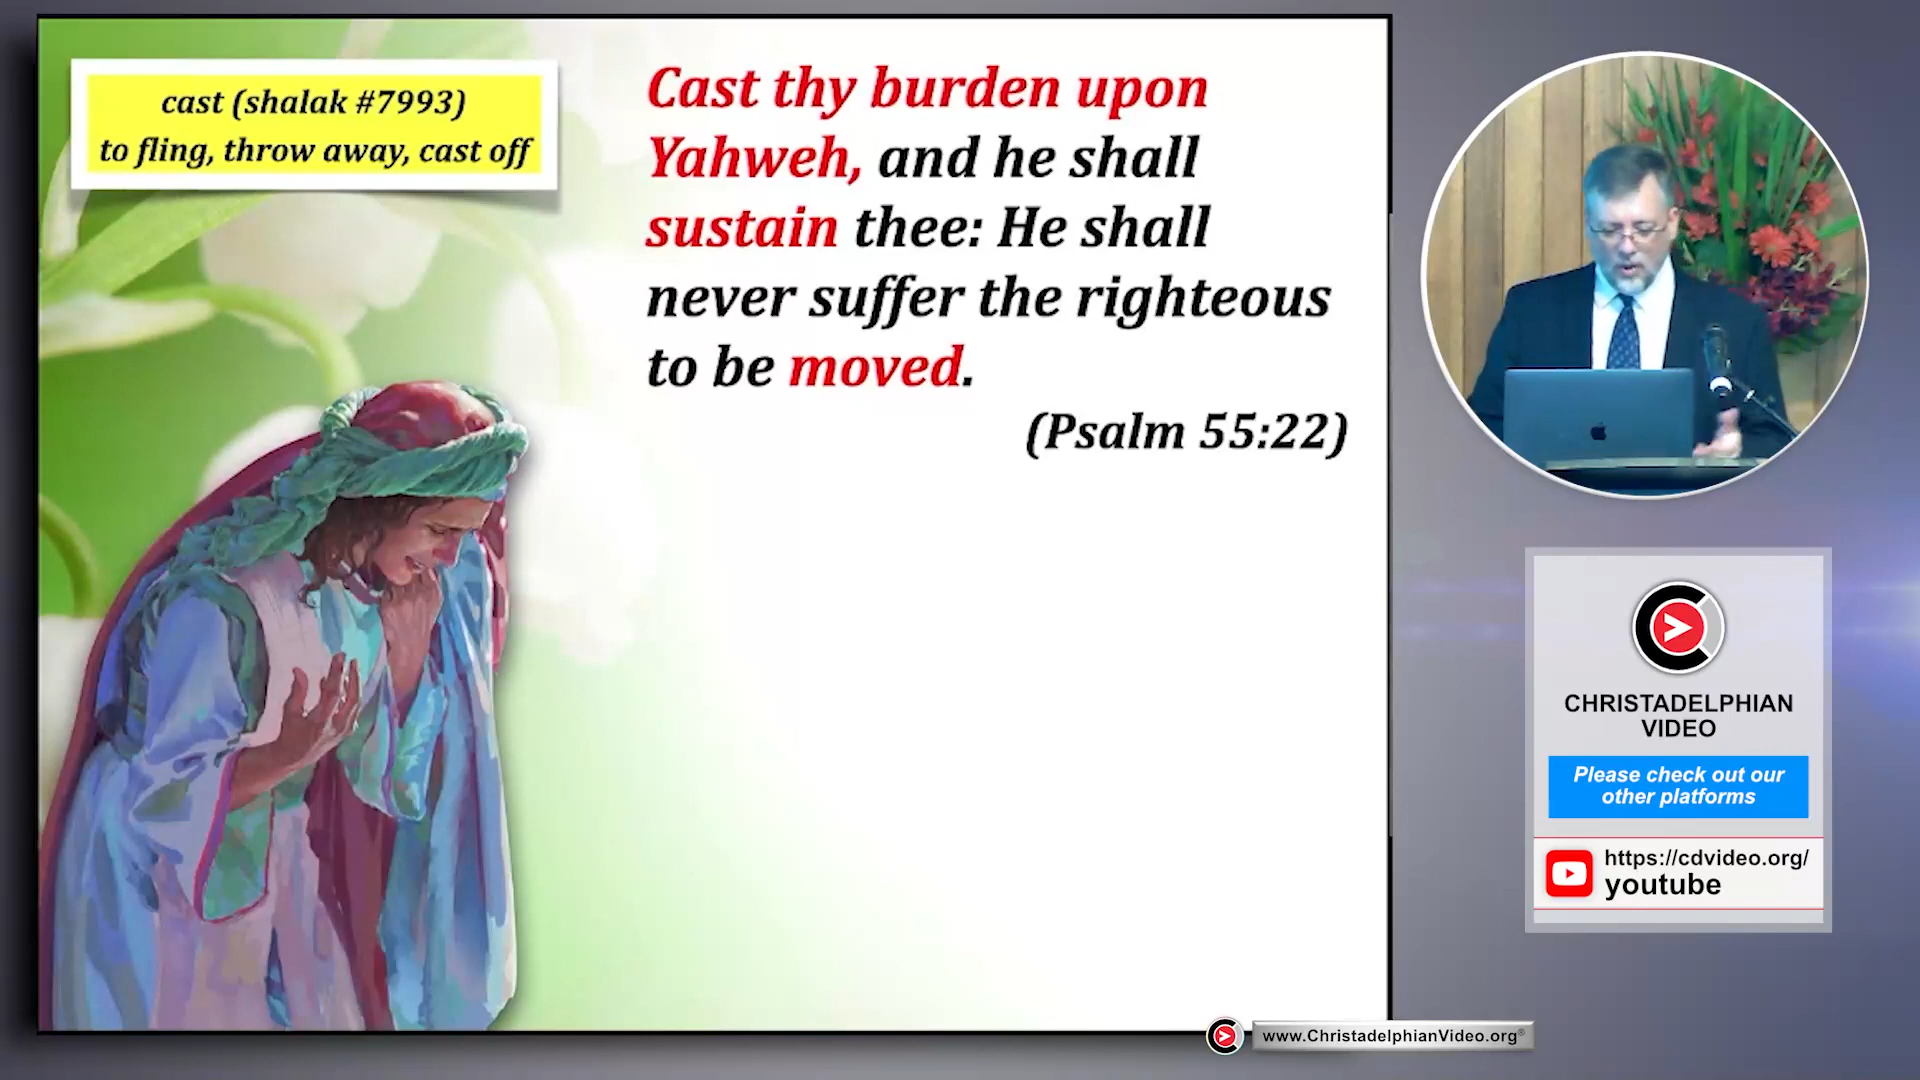 cast (shalak #7993)
to fling, throw away, cast off
Cast thy burden upon
Yahweh, and he shall
sustain thee: He shall
never suffer the righteous
to be moved.
(Psalm 55:22)
CHRISTADELPHIAN
VIDEO
Please check out our
other platforms
https://cdvideo.org/
youtube
www.ChristadelphianVideo.org®